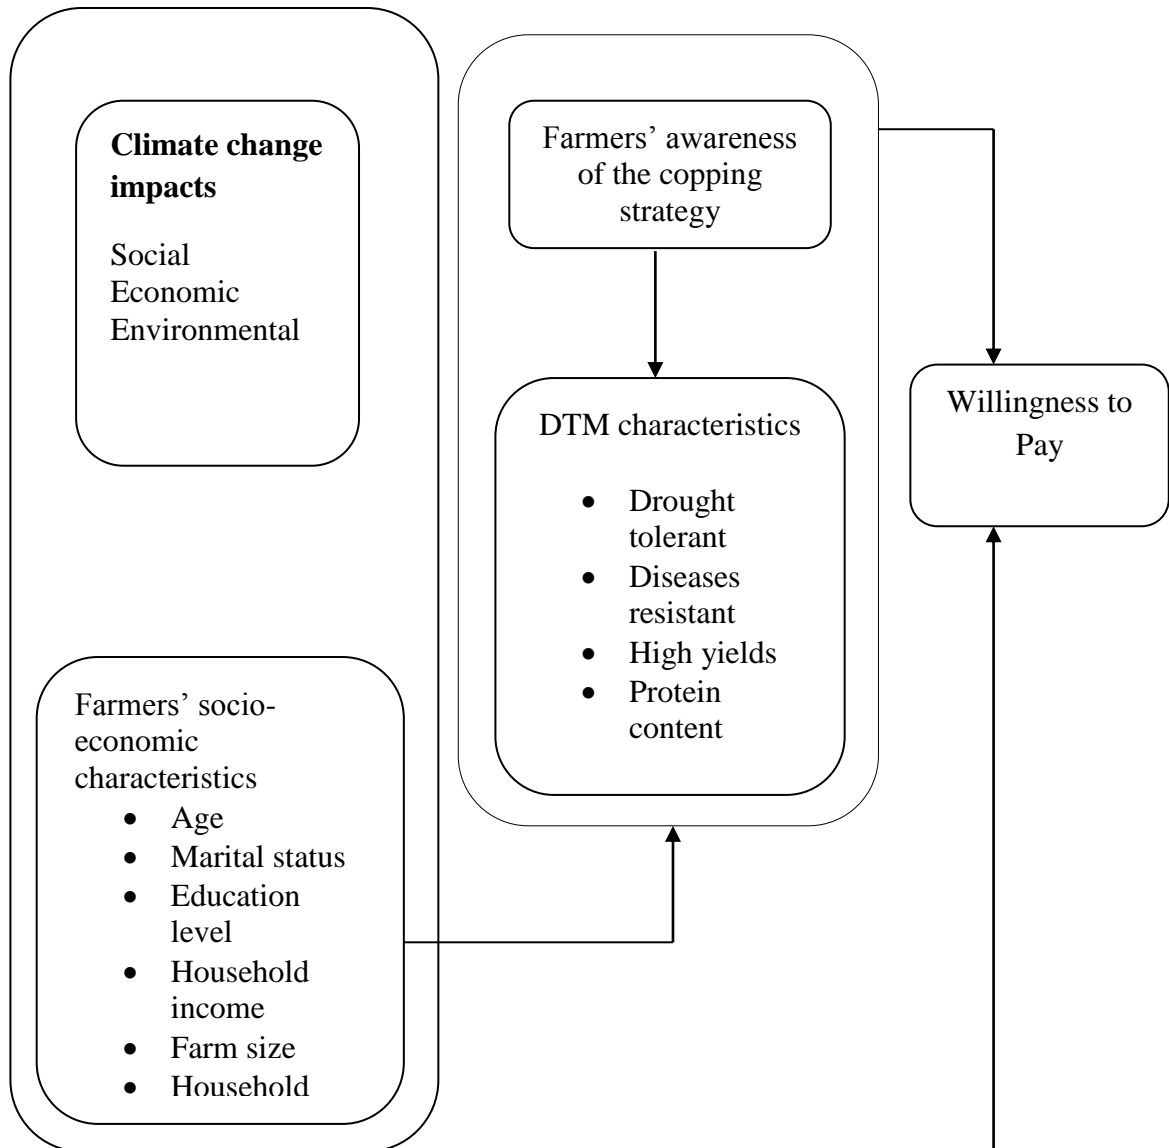 Climate change
impacts
Social
Economic
Environmental
Farmers’ socio-
economic
characteristics
• Age
• Marital status
• Education
level
• Household
income
• Farm size
• Household
Farmers’ awareness
of the copping
strategy
DTM characteristics
• Drought
tolerant
• Diseases
resistant
• High yields
• Protein
content
Willingness to
Pay